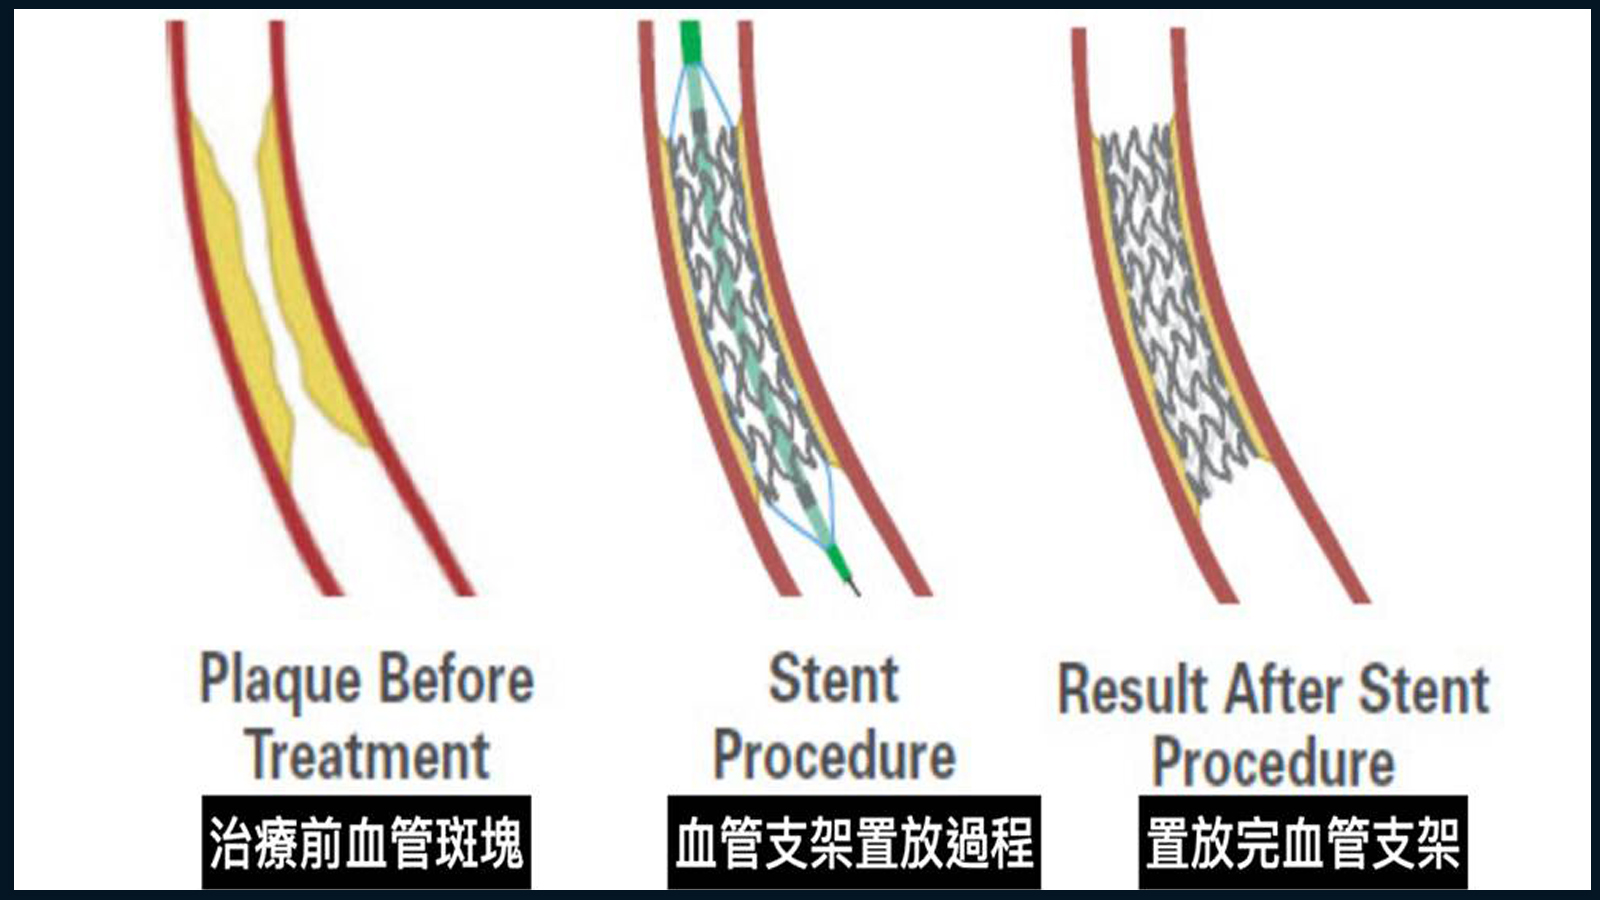 Plaque Before
Treatment
治療前血管斑塊
Stent
Procedure
血管支架置放過程
Result After Stent
Procedure
置放完血管支架